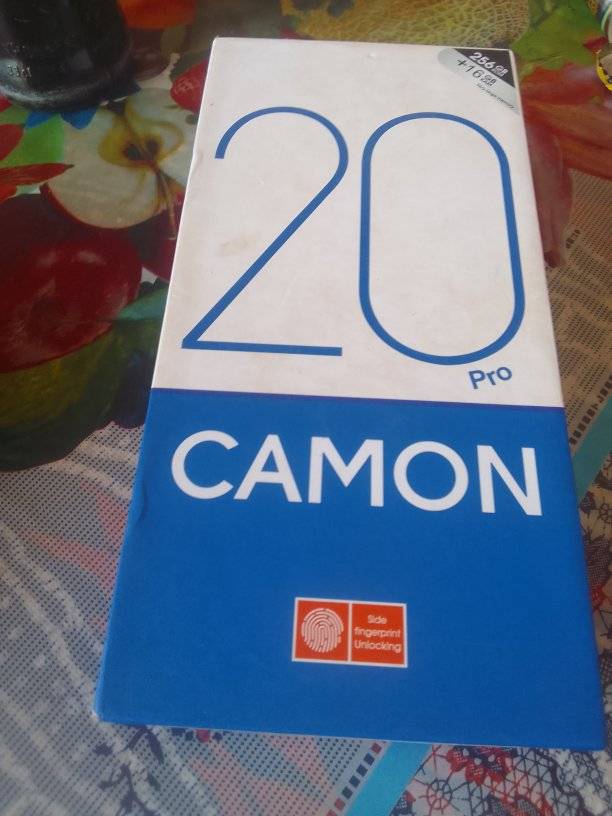 256GB
+16GB
20
Pro
CAMON
Side
fingerprint
Unlocking